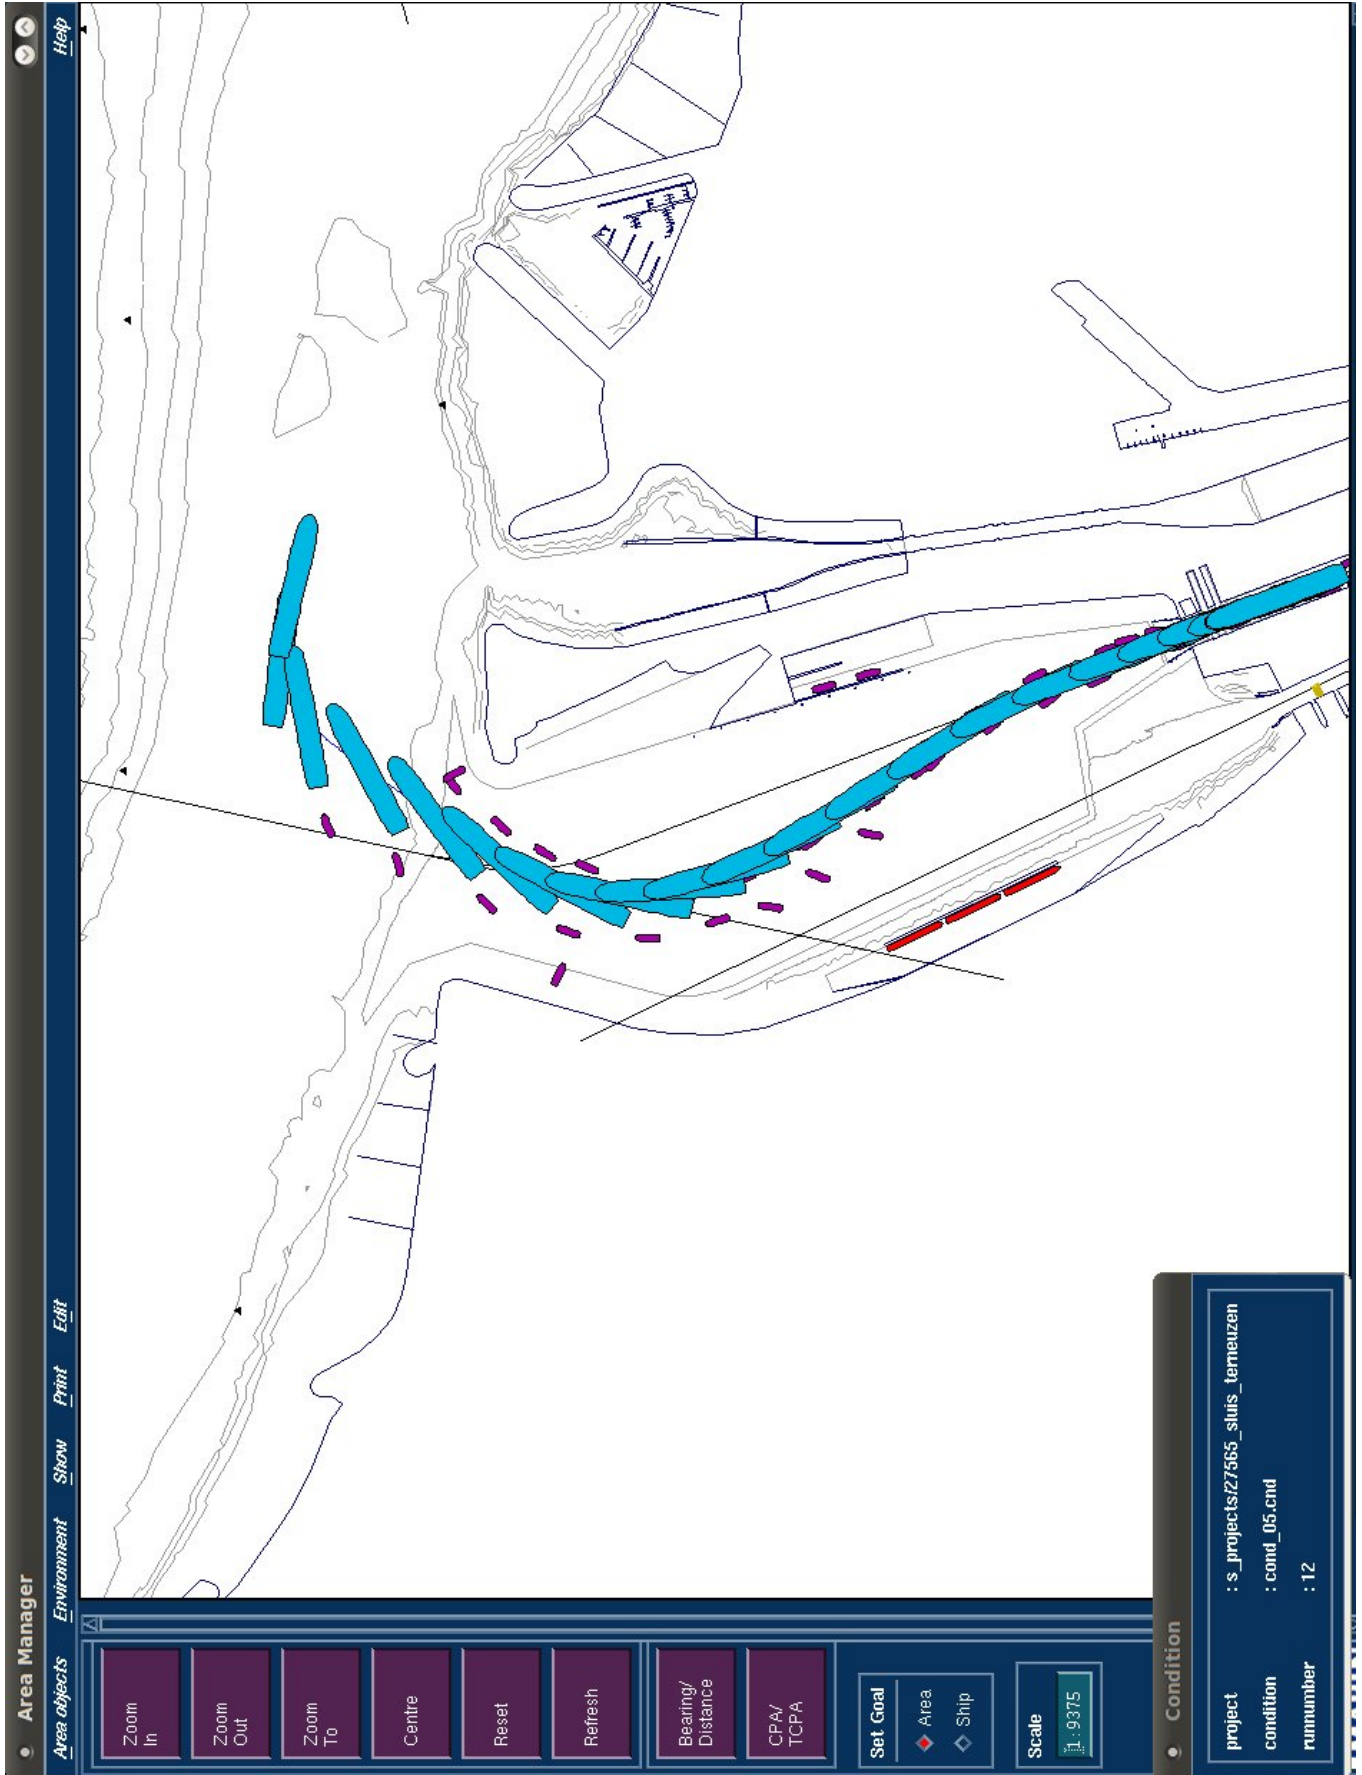 Area Manager
Area objects Environment Show Print Edit Help
Zoom
In
Zoom
Out
Zoom
To
Centre
Reset
Refresh
Bearing/
Distance
CPA/
TCPA
Set Goal
Area
Ship
Scale
1:9375
Condition
project : s_projects/27565_sluis_terneuzen
condition : cond_05.cnd
runnumber : 12